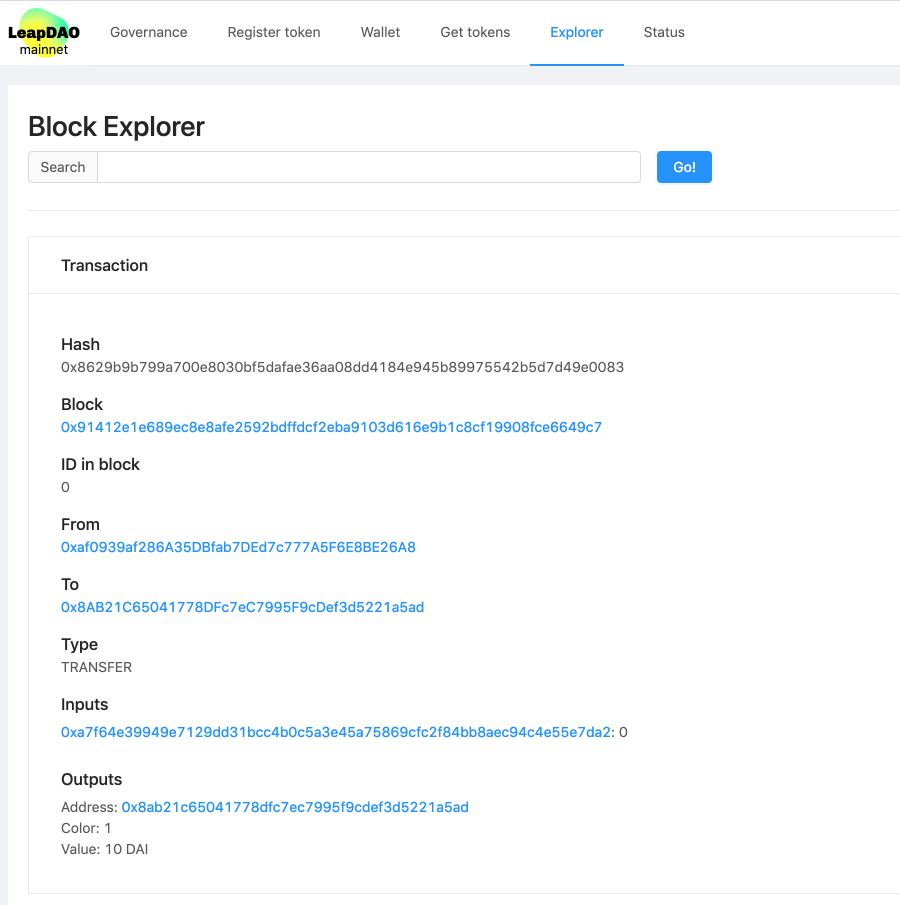 LeapDAO
mainnet
Governance
Register token
Wallet
Get tokens
Explorer
Status
Block Explorer
Search
Go!
Transaction
Hash
0x8629b9b799a700e8030bf5dafae36aa08dd4184e945b89975542b5d7d49e0083
Block
0x91412e1e689ec8e8afe2592bdffdcf2eba9103d616e9b1c8cf19908fce6649c7
ID in block
0
From
0xaf0939af286A35DBfab7DEd7c777A5F6E8BE26A8
To
0x8AB21C65041778DFc7eC7995F9cDef3d5221a5ad
Type
TRANSFER
Inputs
0xa7f64e39949e7129dd31bcc4b0c5a3e45a75869cfc2f84bb8aec94c4e55e7da2: 0
Outputs
Address: 0x8ab21c65041778dfc7ec7995f9cdef3d5221a5ad
Color: 1
Value: 10 DAI